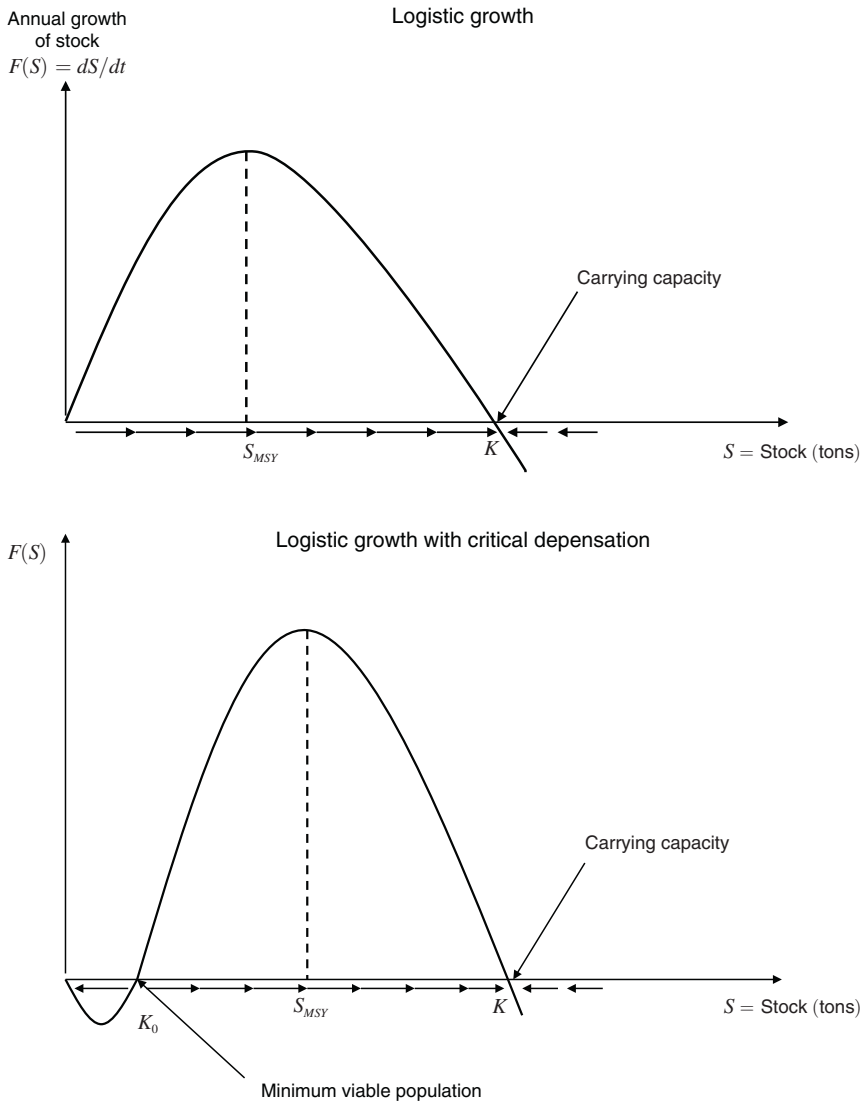 Logistic growth
Annual growth
of stock
F(S) = dS/dt
Carrying capacity
S_MSY
K
S = Stock (tons)
Logistic growth with critical depensation
F(S)
Carrying capacity
K_0
S_MSY
K
S = Stock (tons)
Minimum viable population